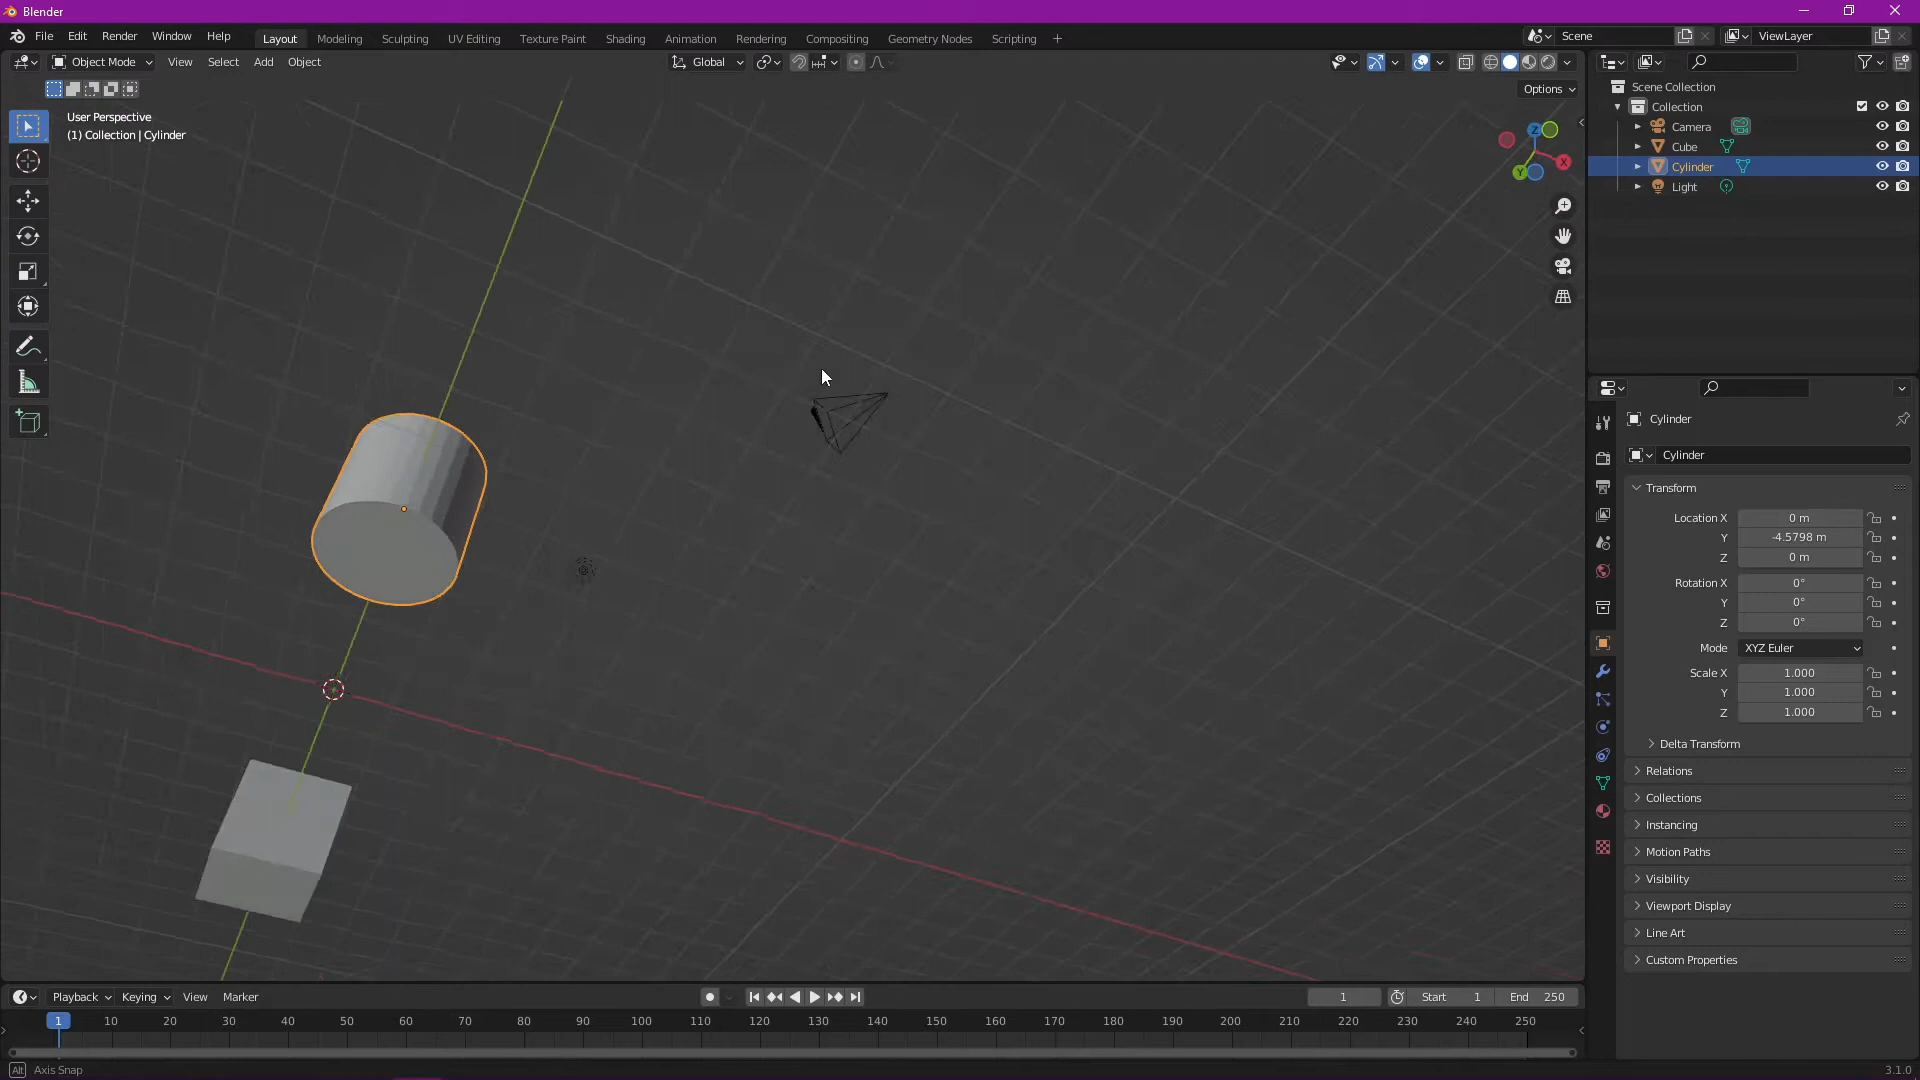 Blender
File Edit Render Window Help
Layout Modeling Sculpting UV Editing Texture Paint Shading Animation Rendering Compositing Geometry Nodes Scripting +
Scene
ViewLayer
Object Mode View Select Add Object
Global
Options
User Perspective
(1) Collection | Cylinder
Z
X
Y
Scene Collection
Collection
Camera
Cube
Cylinder
Light
Cylinder
Cylinder
Transform
Location X 0 m
Y -4.5798 m
Z 0 m
Rotation X 0°
Y 0°
Z 0°
Mode XYZ Euler
Scale X 1.000
Y 1.000
Z 1.000
Delta Transform
Relations
Collections
Instancing
Motion Paths
Visibility
Viewport Display
Line Art
Custom Properties
Playback Keying View Marker
1
Start 1
End 250
1 10 20 30 40 50 60 70 80 90 100 110 120 130 140 150 160 170 180 190 200 210 220 230 240 250
Alt Axis Snap
3.1.0